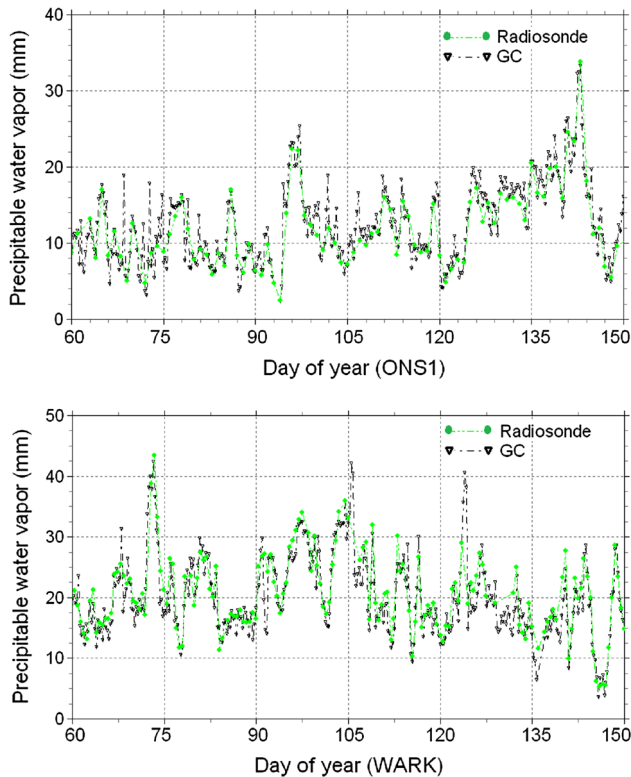 Precipitable water vapor (mm)
40
30
20
10
0
Radiosonde
GC
60 75 90 105 120 135 150
Day of year (ONS1)
Precipitable water vapor (mm)
50
40
30
20
10
0
Radiosonde
GC
60 75 90 105 120 135 150
Day of year (WARK)